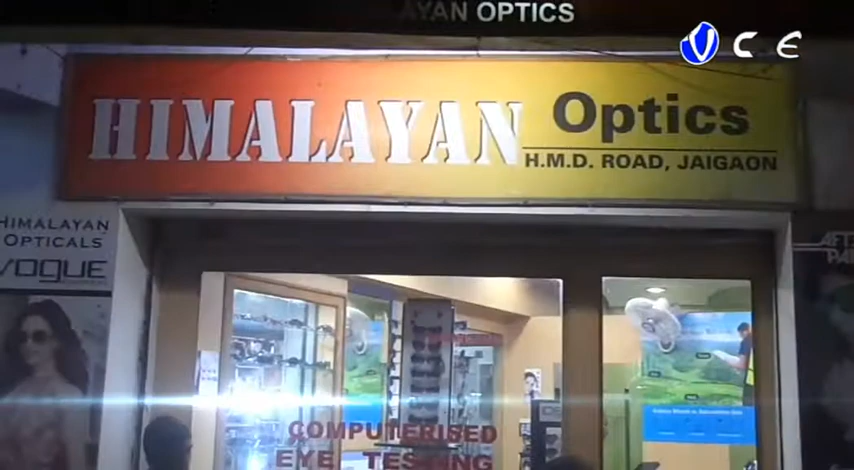 AYAN OPTICS
V C E
HIMALAYAN Optics
H.M.D. ROAD, JAIGAON
HIMALAYAN
OPTICALS
VOGUE
COMPUTERISED
EYE TESTING